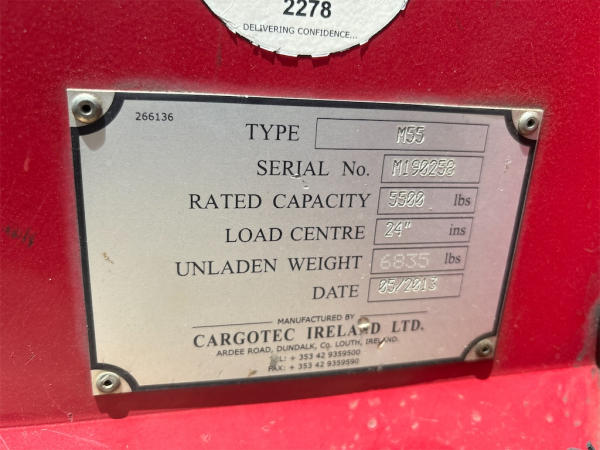 2278
DELIVERING CONFIDENCE...
266136
TYPE M55
SERIAL No. M190258
RATED CAPACITY 5500 lbs
LOAD CENTRE 24" ins
UNLADEN WEIGHT 6835 lbs
DATE 05/2013
MANUFACTURED BY
CARGOTEC IRELAND LTD.
ARDEE ROAD, DUNDALK, Co. LOUTH, IRELAND.
TEL: + 353 42 9359500
FAX: + 353 42 9359590